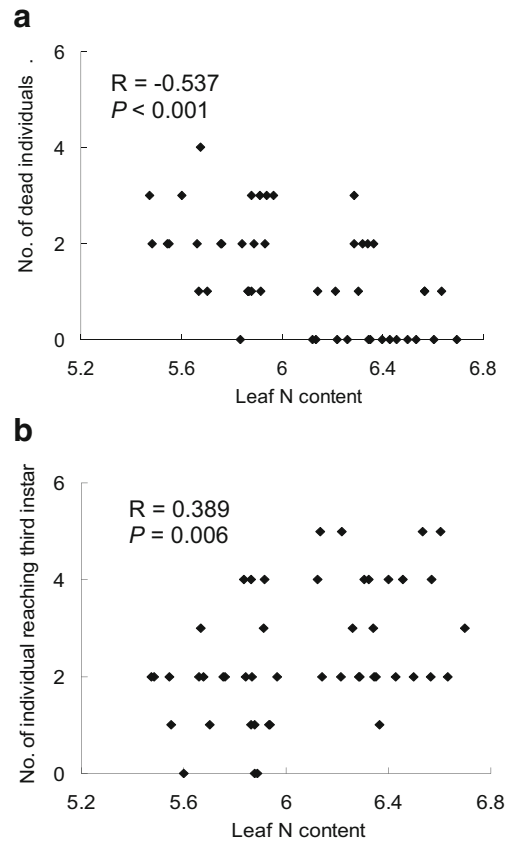 a
No. of dead individuals .
R = -0.537
P < 0.001
6
4
2
0
5.2 5.6 6 6.4 6.8
Leaf N content
b
No. of individual reaching third instar
R = 0.389
P = 0.006
6
4
2
0
5.2 5.6 6 6.4 6.8
Leaf N content